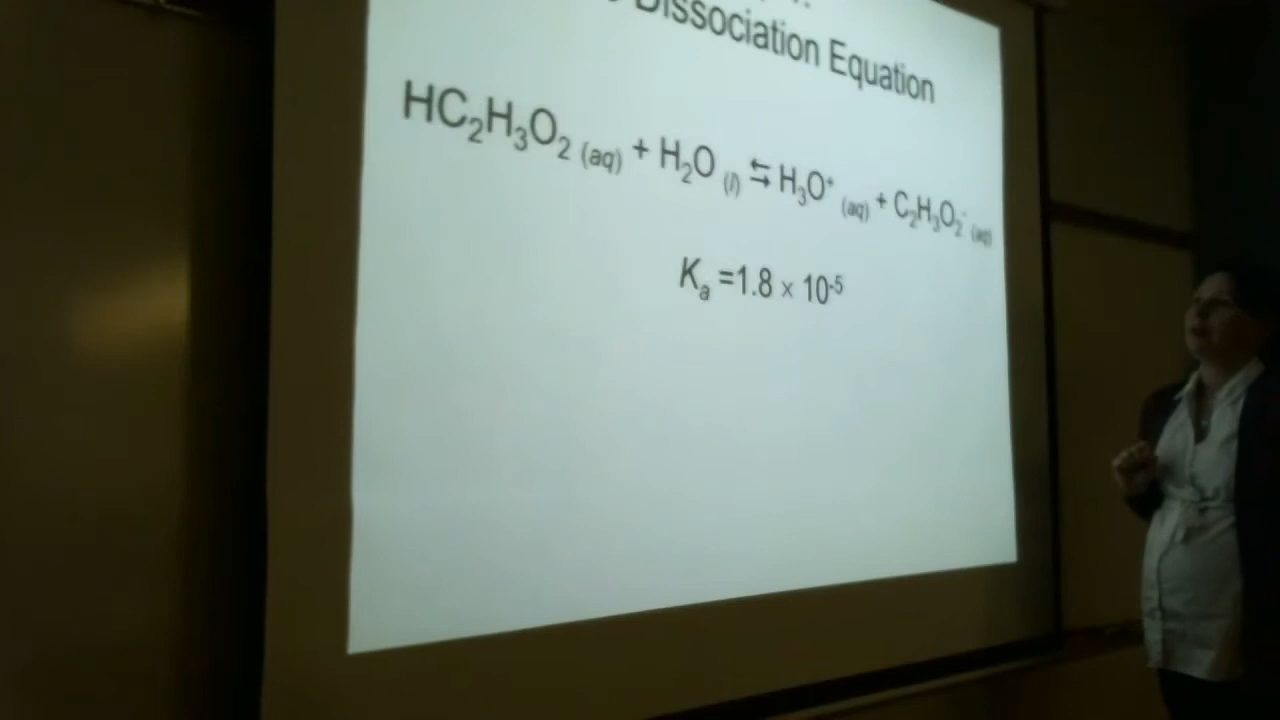 Dissociation Equation
HC₂H₃O₂ (aq) + H₂O (l) ⇆ H₃O⁺ (aq) + C₂H₃O₂⁻ (aq)
Kₐ =1.8 × 10⁻⁵